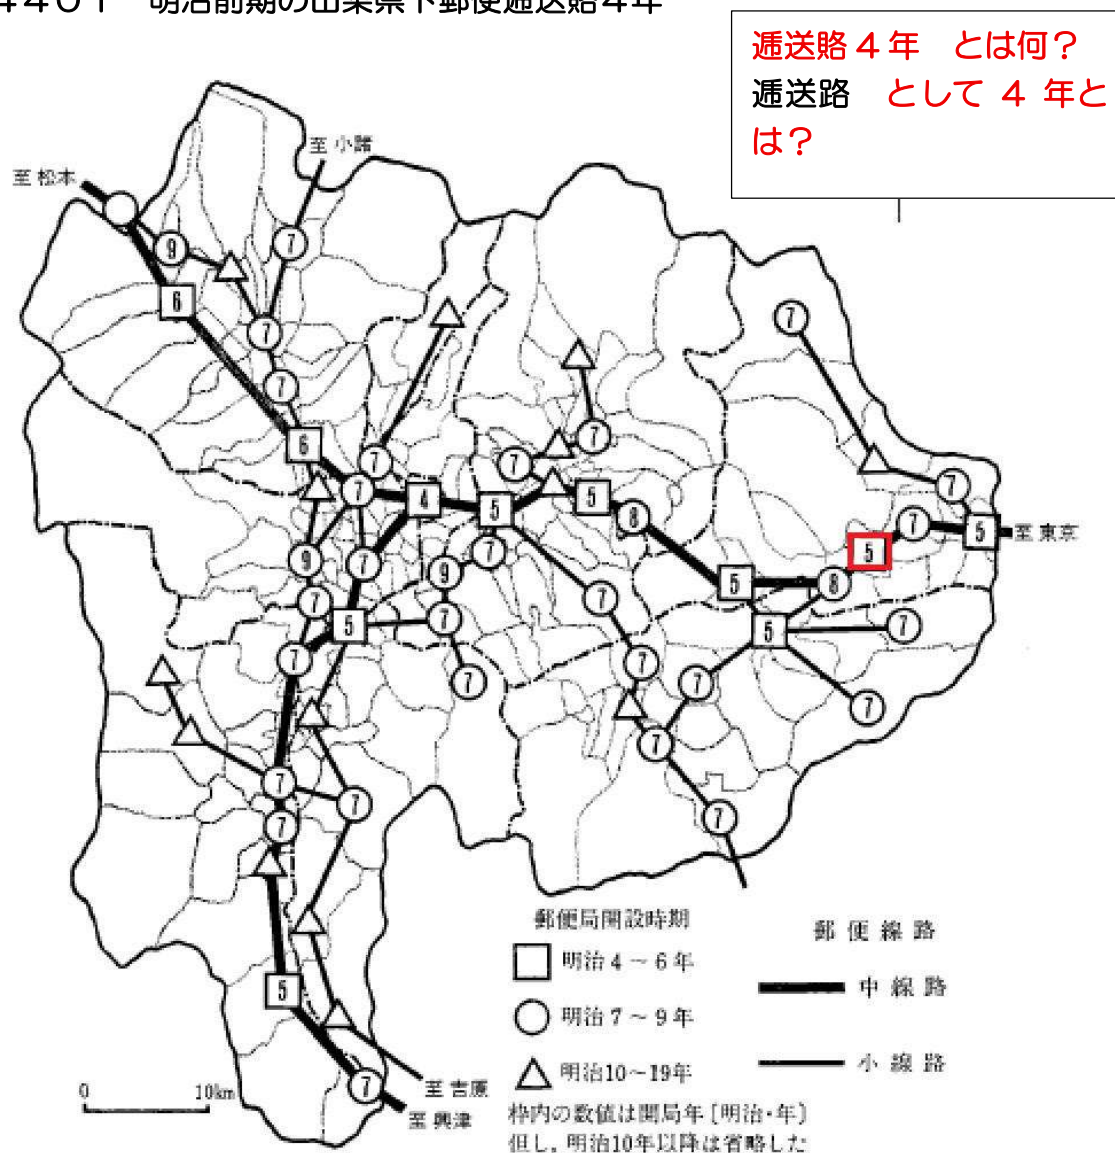 明治前期の山梨県下郵便逓送賂4年
逓送賂4年　とは何?
逓送路　として 4 年と
は?
至小諸
至松本
9
7
6
7
7
7
7
6
7
7
7
4
5
5
8
7
5
7
5
至東京
9
7
7
9
5
8
7
7
5
7
5
7
7
7
7
7
7
7
7
7
7
7
郵便局開設時期
郵便線路
明治4~6年
中線路
5
明治7~9年
小線路
明治10~19年
0
10km
7
至吉原
至興津
枠内の数値は開局年[明治・年]
但し,明治10年以降は省略した